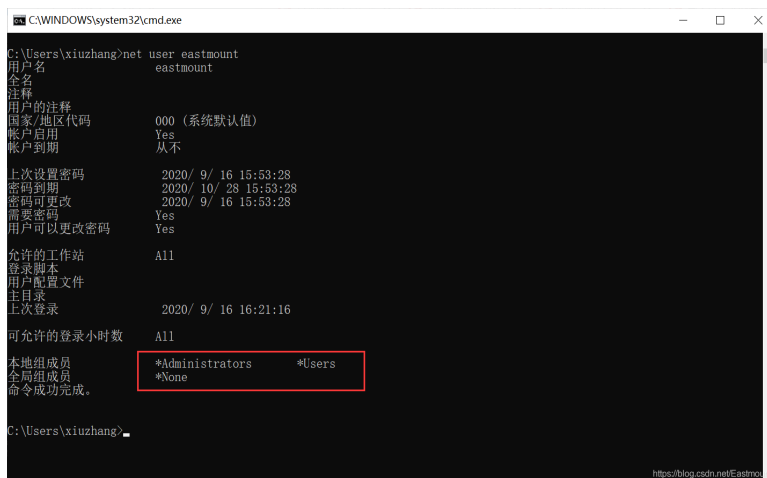 C:\WINDOWS\system32\cmd.exe
C:\Users\xiuzhang>net user eastmount
用户名 eastmount
全名
注释
用户的注释
国家/地区代码 000 (系统默认值)
帐户启用 Yes
帐户到期 从不
上次设置密码 2020/ 9/ 16 15:53:28
密码到期 2020/ 10/ 28 15:53:28
密码可更改 2020/ 9/ 16 15:53:28
需要密码 Yes
用户可以更改密码 Yes
允许的工作站 All
登录脚本
用户配置文件
主目录
上次登录 2020/ 9/ 16 16:21:16
可允许的登录小时数 All
本地组成员 *Administrators *Users
全局组成员 *None
命令成功完成。
C:\Users\xiuzhang>
https://blog.csdn.net/Eastmou